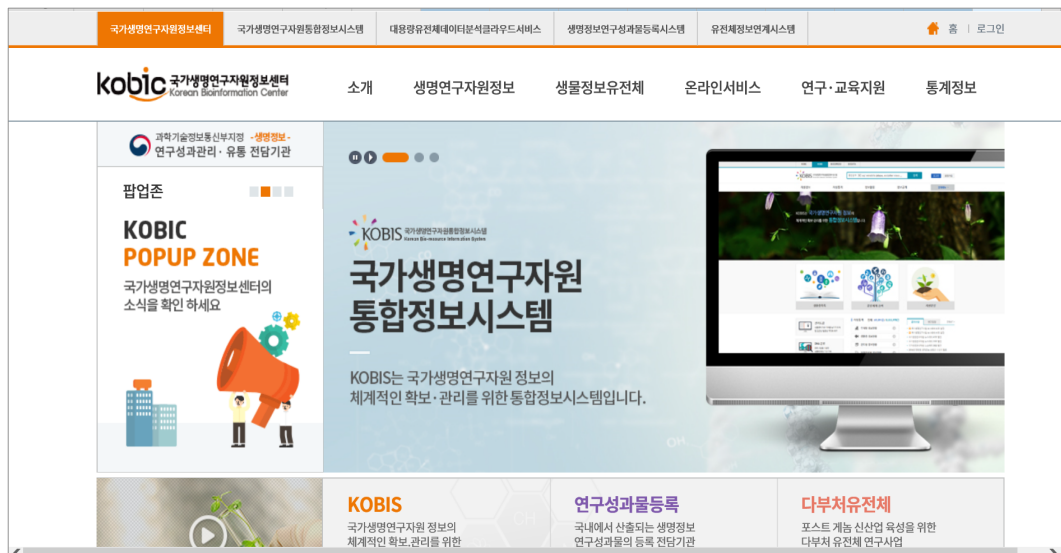 국가생명연구자원정보센터
국가생명연구자원통합정보시스템
대용량유전체데이터분석클라우드서비스
생명정보연구성과물등록시스템
유전체정보연계시스템
홈
로그인
kobic 국가생명연구자원정보센터
Korean Bioinformation Center
소개
생명연구자원정보
생물정보유전체
온라인서비스
연구·교육지원
통계정보
과학기술정보통신부지정 -생명정보-
연구성과관리·유통 전담기관
팝업존
KOBIC
POPUP ZONE
국가생명연구자원정보센터의
소식을 확인 하세요
KOBIS 국가생명연구자원통합정보시스템
Korean Bio-resource Information System
국가생명연구자원
통합정보시스템
KOBIS는 국가생명연구자원 정보의
체계적인 확보·관리를 위한 통합정보시스템입니다.
OH
KOBIS
국가생명연구자원 정보의
체계적인 확보.관리를 위한
연구성과물등록
국내에서 산출되는 생명정보
연구성과물의 등록 전담기관
다부처유전체
포스트 게놈 신산업 육성을 위한
다부처 유전체 연구사업